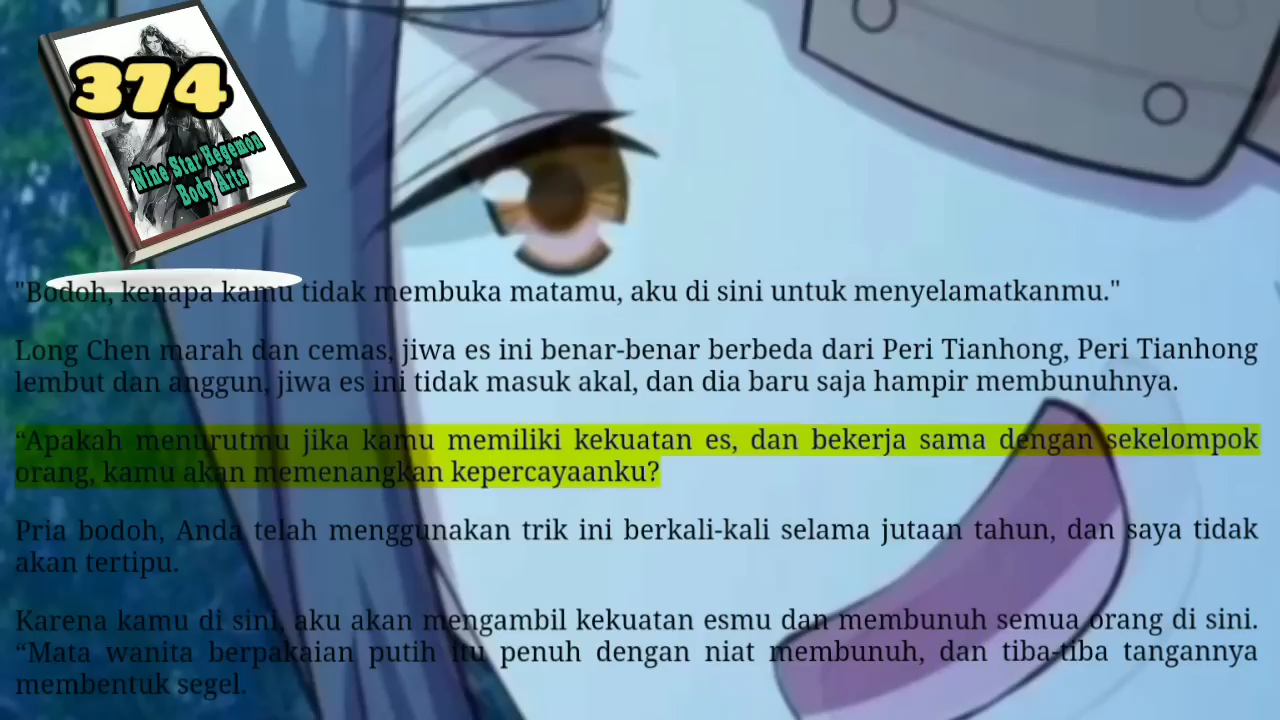 374
Nine Star Hegemon
Body Arts
"Bodoh, kenapa kamu tidak membuka matamu, aku di sini untuk menyelamatkanmu."
Long Chen marah dan cemas, jiwa es ini benar-benar berbeda dari Peri Tianhong, Peri Tianhong
lembut dan anggun, jiwa es ini tidak masuk akal, dan dia baru saja hampir membunuhnya.
“Apakah menurutmu jika kamu memiliki kekuatan es, dan bekerja sama dengan sekelompok
orang, kamu akan memenangkan kepercayaanku?
Pria bodoh, Anda telah menggunakan trik ini berkali-kali selama jutaan tahun, dan saya tidak
akan tertipu.
Karena kamu di sini, aku akan mengambil kekuatan esmu dan membunuh semua orang di sini.
“Mata wanita berpakaian putih itu penuh dengan niat membunuh, dan tiba-tiba tangannya
membentuk segel.